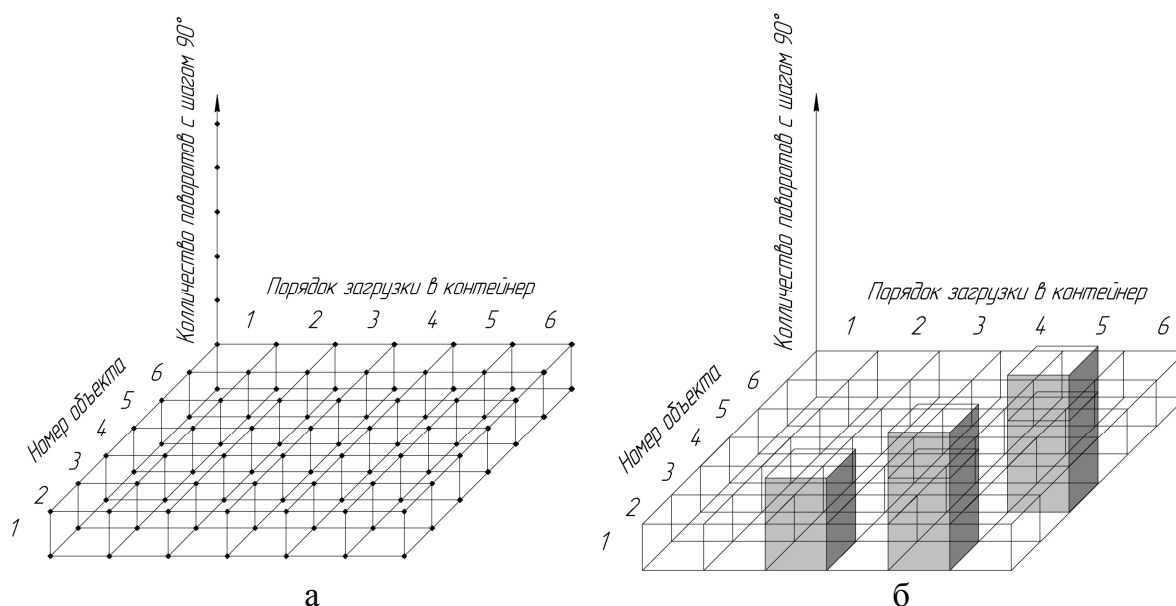 Колличество поворотов с шагом 90°
Порядок загрузки в контейнер
1 2 3 4 5 6
Номер объекта
6
5
4
3
2
1
а
Колличество поворотов с шагом 90°
Порядок загрузки в контейнер
1 2 3 4 5 6
Номер объекта
6
5
4
3
2
1
б